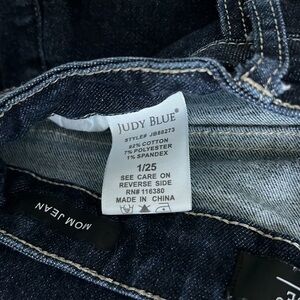 JUDY BLUE®
STYLE# JB88273
92% COTTON
7% POLYESTER
1% SPANDEX
1/25
SEE CARE ON
REVERSE SIDE
RN# 116380
MADE IN CHINA
MOM JEAN